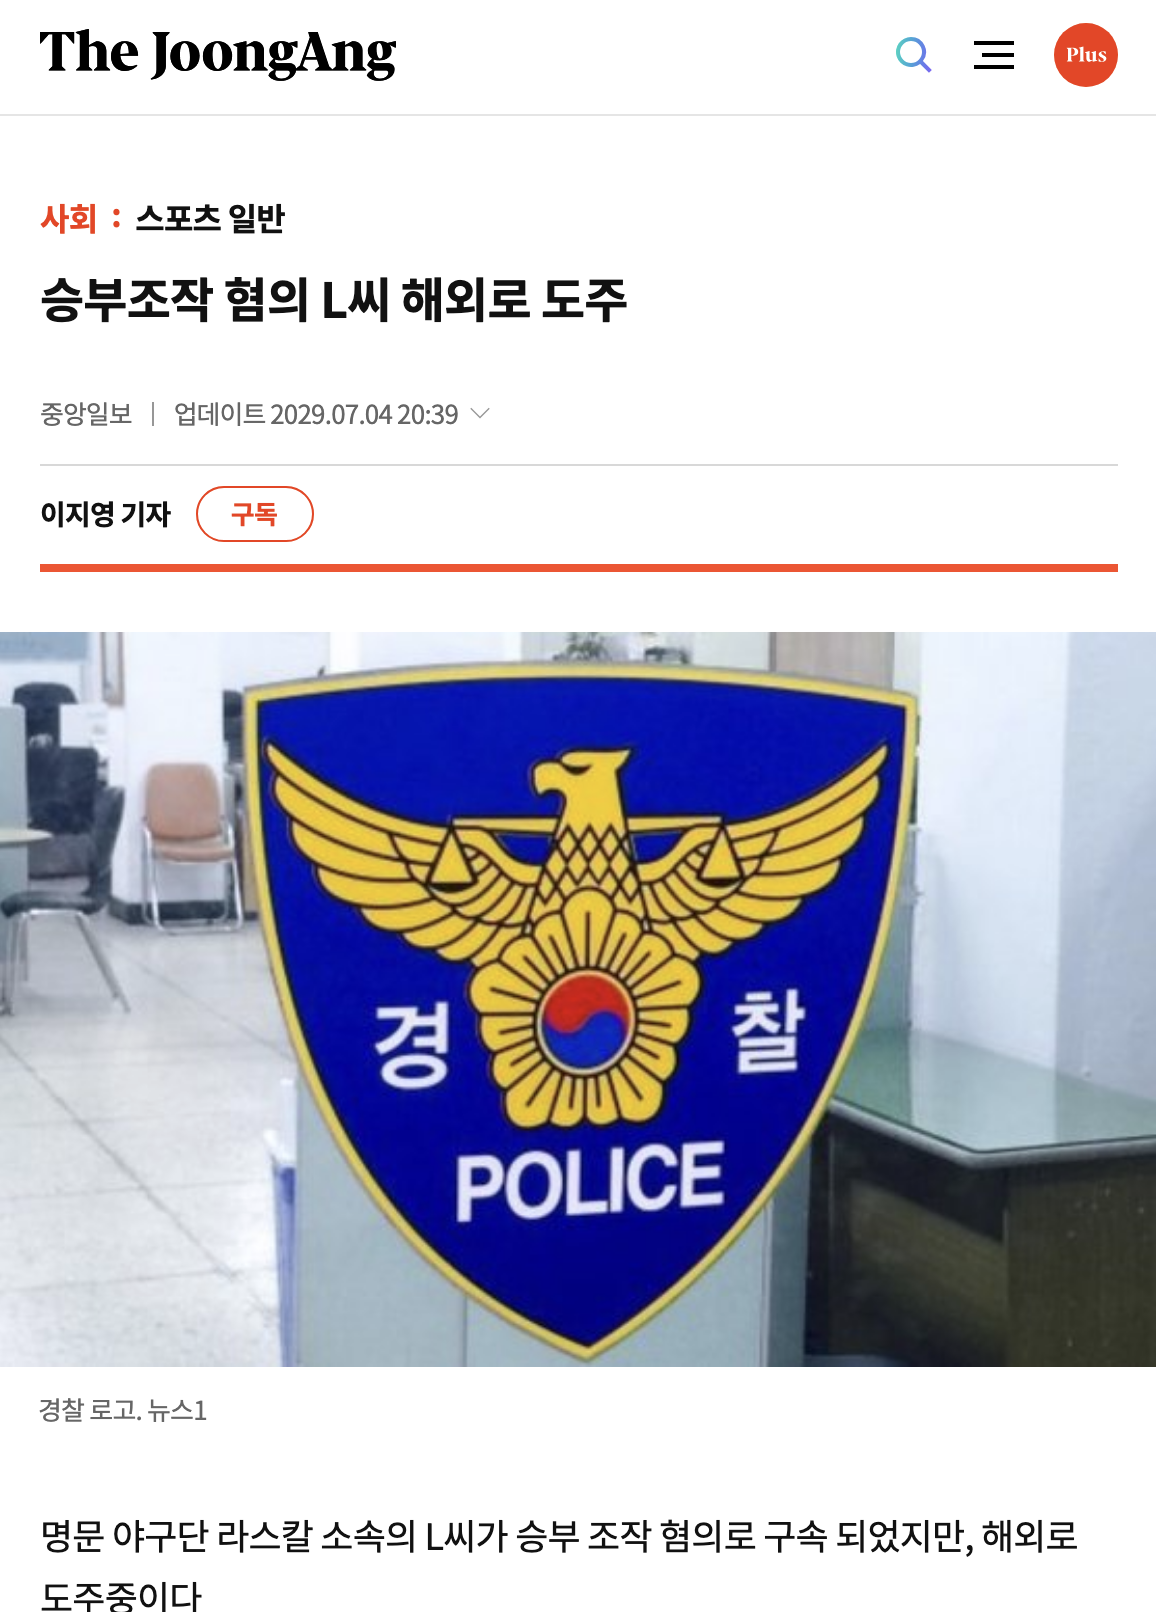 The JoongAng
Plus
사회 : 스포츠 일반
승부조작 혐의 L씨 해외로 도주
중앙일보 | 업데이트 2029.07.04 20:39
이지영 기자 구독
경 찰
POLICE
경찰 로고. 뉴스1
명문 야구단 라스칼 소속의 L씨가 승부 조작 혐의로 구속 되었지만, 해외로
도주중이다